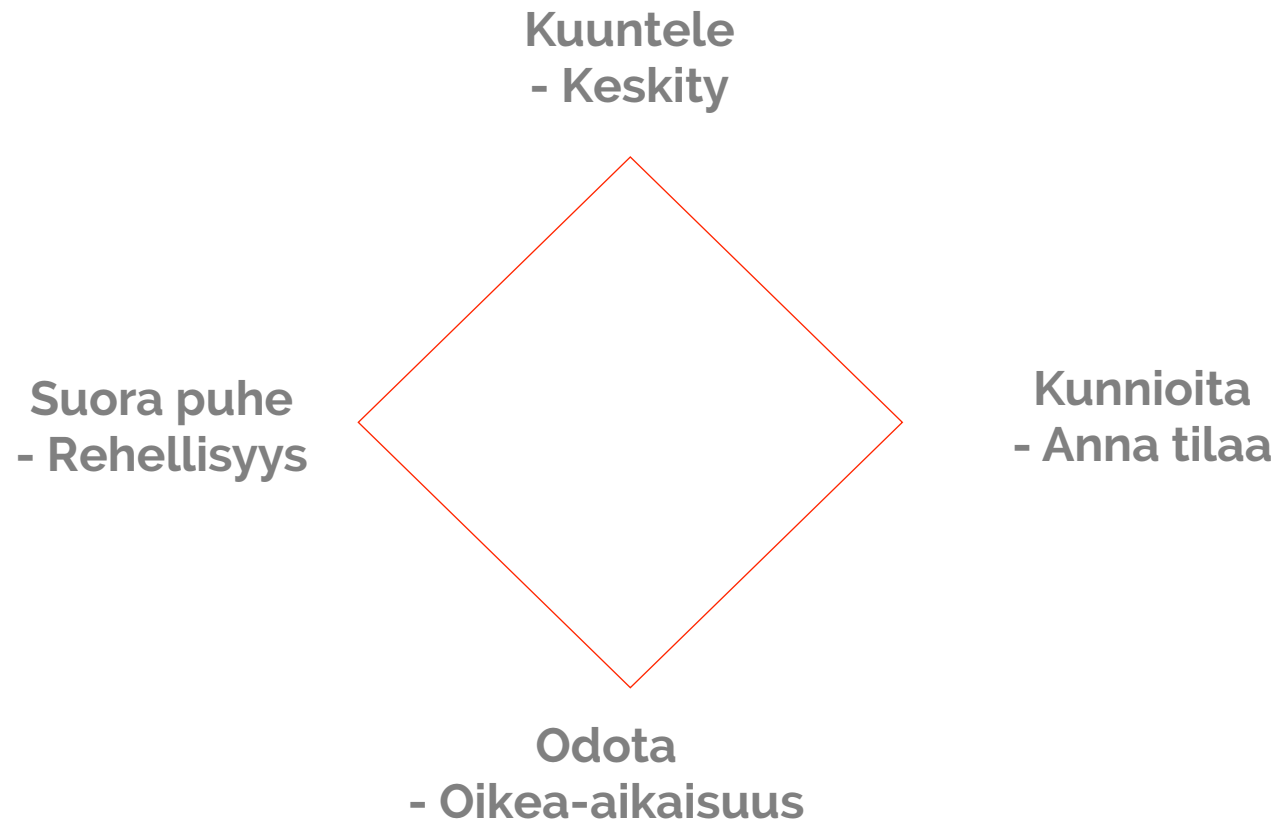 Kuuntele
- Keskity
Suora puhe
- Rehellisyys
Kunnioita
- Anna tilaa
Odota
- Oikea-aikaisuus